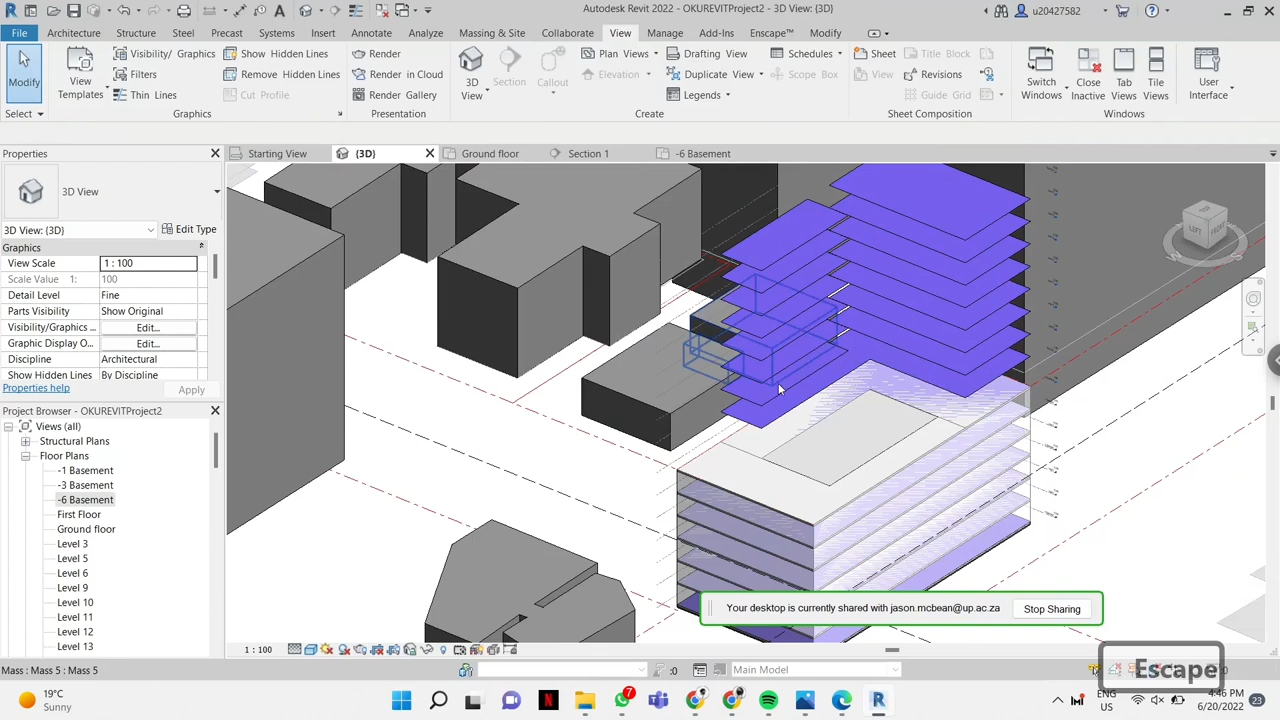 Autodesk Revit 2022 - OKUREVITProject2 - 3D View: {3D}
u20427582
File Architecture Structure Steel Precast Systems Insert Annotate Analyze Massing & Site Collaborate View Manage Add-Ins Enscape™ Modify
Modify
Select
View
Templates
Visibility/ Graphics
Filters
Thin Lines
Show Hidden Lines
Remove Hidden Lines
Cut Profile
Graphics
Render
Render in Cloud
Render Gallery
Presentation
3D
View
Section
Callout
Plan Views
Elevation
Drafting View
Duplicate View
Legends
Schedules
Scope Box
Create
Sheet
View
Title Block
Revisions
Guide Grid
Sheet Composition
Switch
Windows
Close
Inactive
Tab
Views
Tile
Views
Windows
User
Interface
Properties
3D View
3D View: {3D}
Edit Type
Graphics
View Scale 1 : 100
Scale Value 1: 100
Detail Level Fine
Parts Visibility Show Original
Visibility/Graphics ... Edit...
Graphic Display O... Edit...
Discipline Architectural
Show Hidden Lines By Discipline
Properties help
Apply
Project Browser - OKUREVITProject2
Views (all)
Structural Plans
Floor Plans
-1 Basement
-3 Basement
-6 Basement
First Floor
Ground floor
Level 3
Level 5
Level 6
Level 9
Level 10
Level 11
Level 12
Level 13
Starting View
{3D}
Ground floor
Section 1
-6 Basement
TOP
LEFT
FRONT
Your desktop is currently shared with jason.mcbean@up.ac.za
Stop Sharing
1 : 100
Mass : Mass 5 : Mass 5
:0
Main Model
Escape
19°C
Sunny
7
ENG
US
4:46 PM
6/20/2022
23